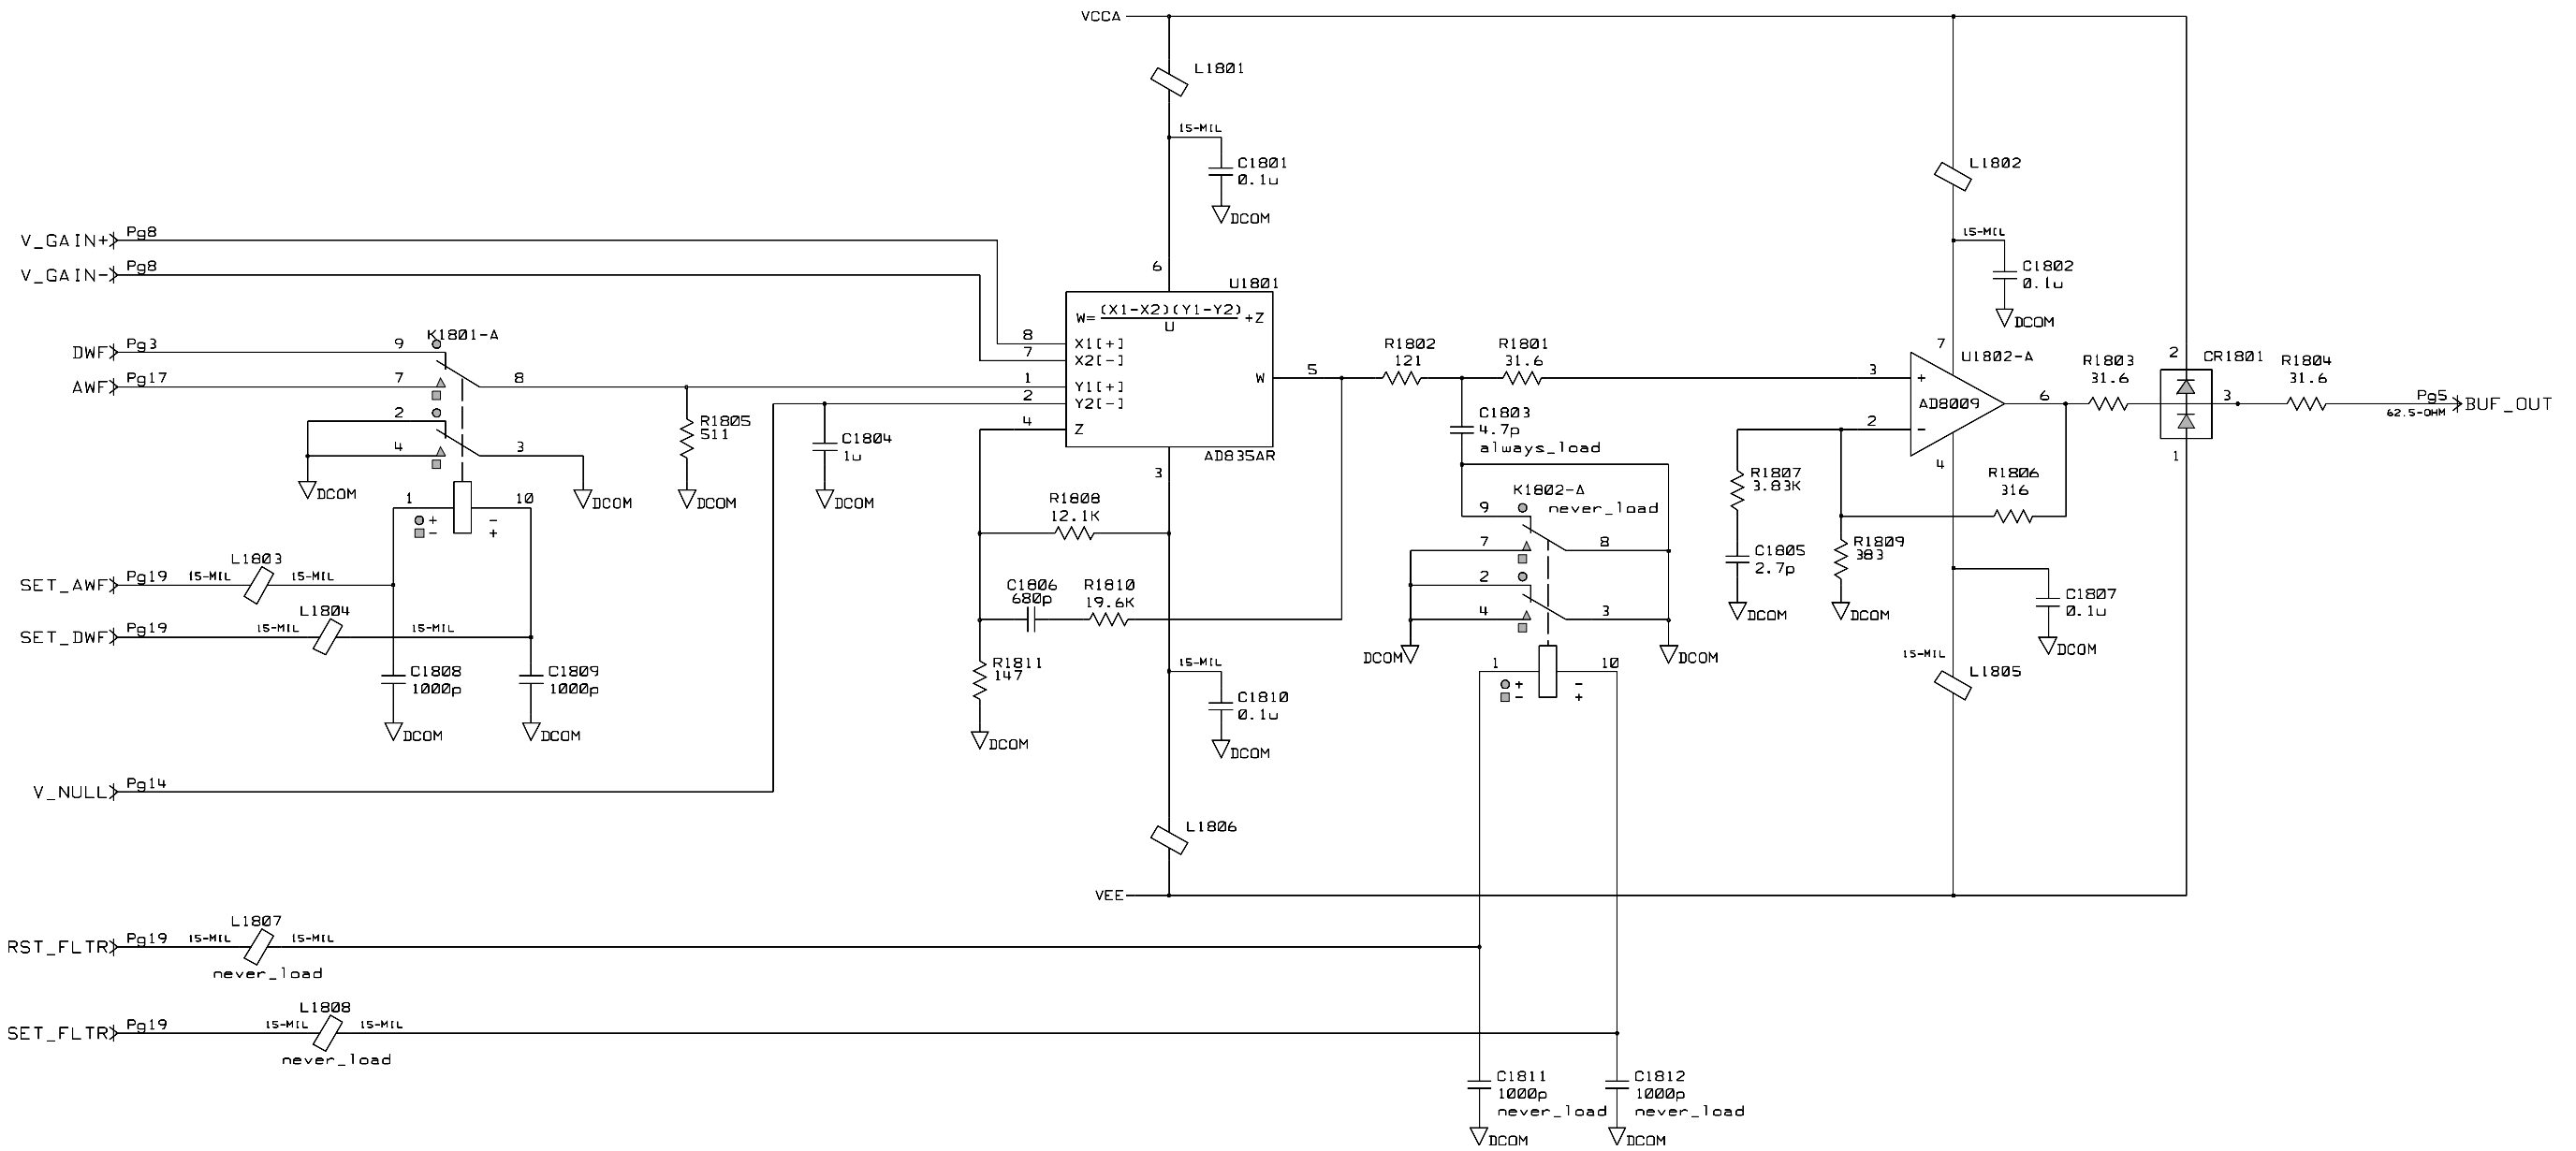 VCCA
L1801
15-MIL
C1801
0.1u
DCOM
L1802
15-MIL
C1802
0.1u
DCOM
V_GAIN+ Pg8
V_GAIN- Pg8
6
U1801
W= (X1-X2)(Y1-Y2) +Z
U
8 X1[+]
7 X2[-]
1 Y1[+]
2 Y2[-]
4 Z
W 5
3 AD835AR
DWF Pg3 9
K1801-A
AWF Pg17 7 8
2
4 3
DCOM
DCOM
R1805
511
DCOM
C1804
1u
DCOM
1 10
+ -
- +
SET_AWF Pg19 15-MIL L1803 15-MIL
SET_DWF Pg19 15-MIL L1804 15-MIL
C1808
1000p
DCOM
C1809
1000p
DCOM
V_NULL Pg14
R1808
12.1K
C1806
680p
R1810
19.6K
R1811
147
DCOM
15-MIL
C1810
0.1u
DCOM
L1806
VEE
R1802
121
R1801
31.6
C1803
4.7p
always_load
K1802-A
never_load
9
7 8
2
4 3
DCOM
DCOM
1 10
+ -
- +
3 + 7 U1802-A
AD8009 6
2 - 4
R1803
31.6
2 CR1801
3
1
R1804
31.6
Pg5 BUF_OUT
62.5-OHM
R1807
3.83K
C1805
2.7p
DCOM
R1806
316
R1809
383
DCOM
C1807
0.1u
DCOM
15-MIL
L1805
RST_FLTR Pg19 15-MIL L1807 15-MIL
never_load
SET_FLTR Pg19 15-MIL L1808 15-MIL
never_load
C1811
1000p
never_load
DCOM
C1812
1000p
never_load
DCOM